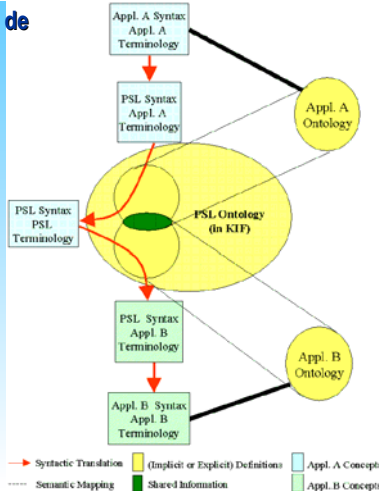 de
Appl. A Syntax
Appl. A
Terminology
PSL Syntax
Appl. A
Terminology
Appl. A
Ontology
PSL Syntax
PSL
Terminology
PSL Ontology
(in KIF)
PSL Syntax
Appl. B
Terminology
Appl. B
Ontology
Appl. B Syntax
Appl. B
Terminology
Syntactic Translation
(Implicit or Explicit) Definitions
Appl. A Concept
Semantic Mapping
Shared Information
Appl. B Concept